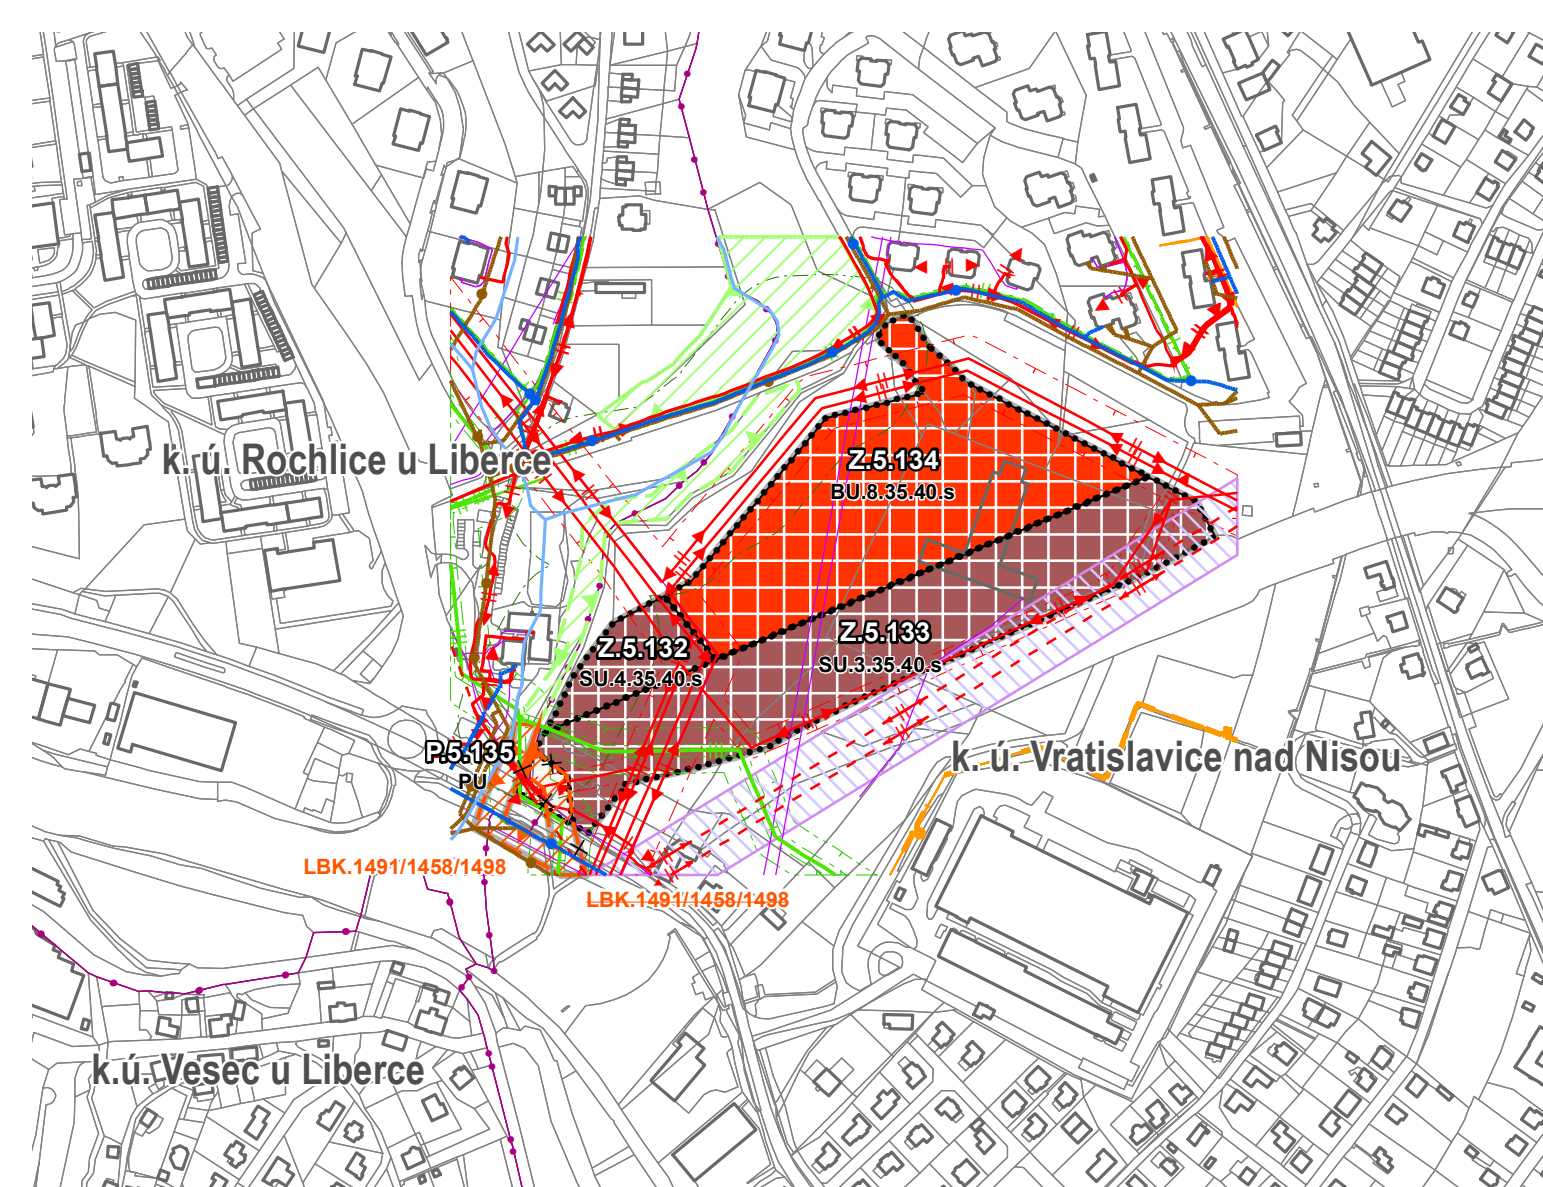 k. ú. Rochlice u Liberce
Z.5.134
BU.8.35.40.s
Z.5.132
SU.4.35.40.s
Z.5.133
SU.3.35.40.s
P.5.135
PU
k. ú. Vratislavice nad Nisou
LBK.1491/1458/1498
LBK.1491/1458/1498
k.ú. Vesec u Liberce